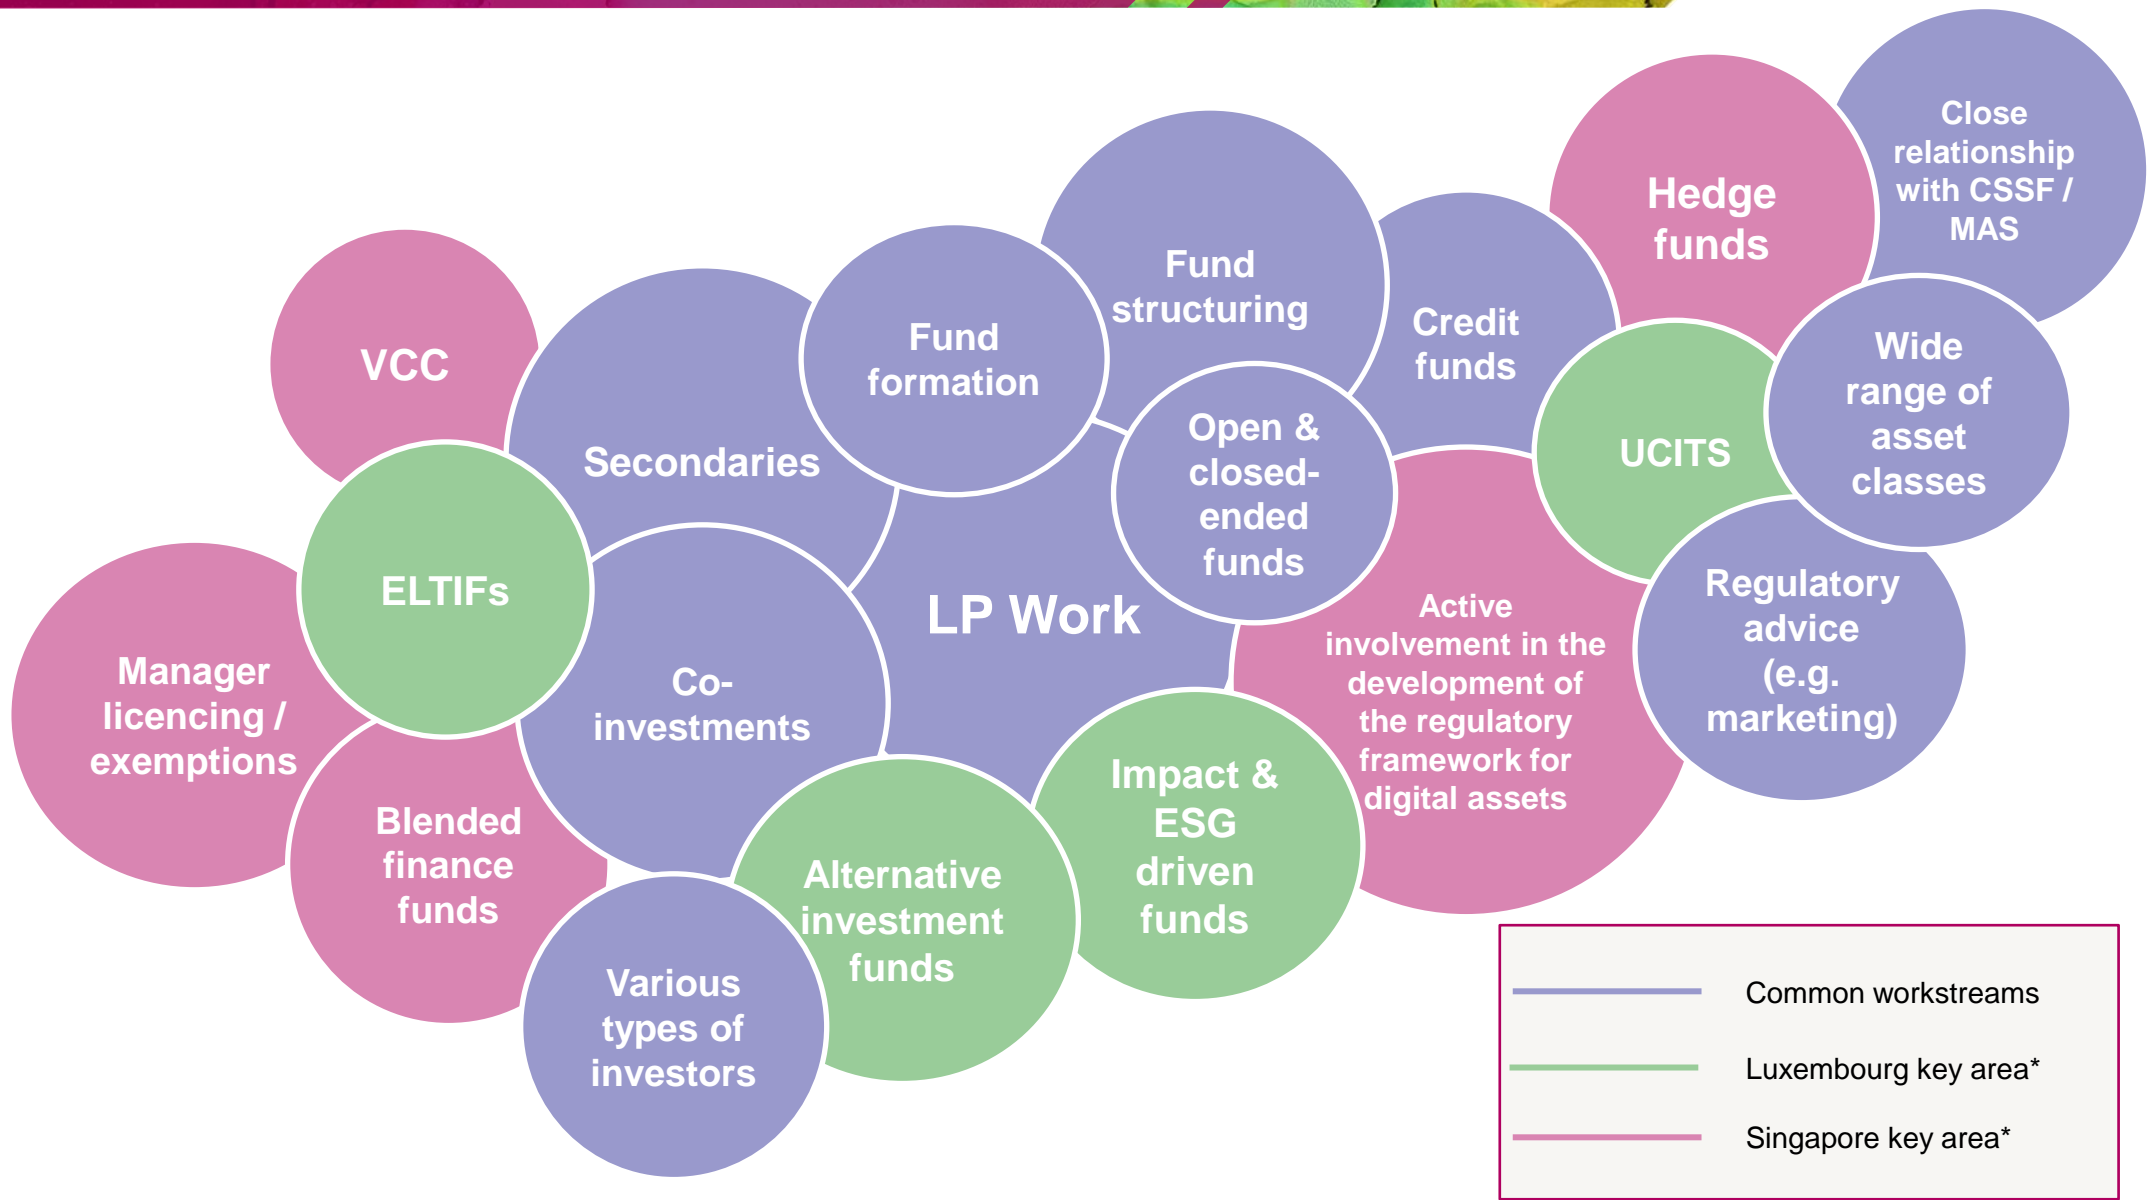 Close
relationship
with CSSF /
MAS
Hedge
funds
Fund
structuring
Credit
funds
Wide
range of
asset
classes
VCC
Fund
formation
Secondaries
Open &
closed-
ended
funds
UCITS
ELTIFs
LP Work
Active
involvement in the
development of
the regulatory
framework for
digital assets
Regulatory
advice
(e.g.
marketing)
Manager
licencing /
exemptions
Co-
investments
Blended
finance
funds
Impact &
ESG
driven
funds
Alternative
investment
funds
Various
types of
investors
Common workstreams
Luxembourg key area*
Singapore key area*